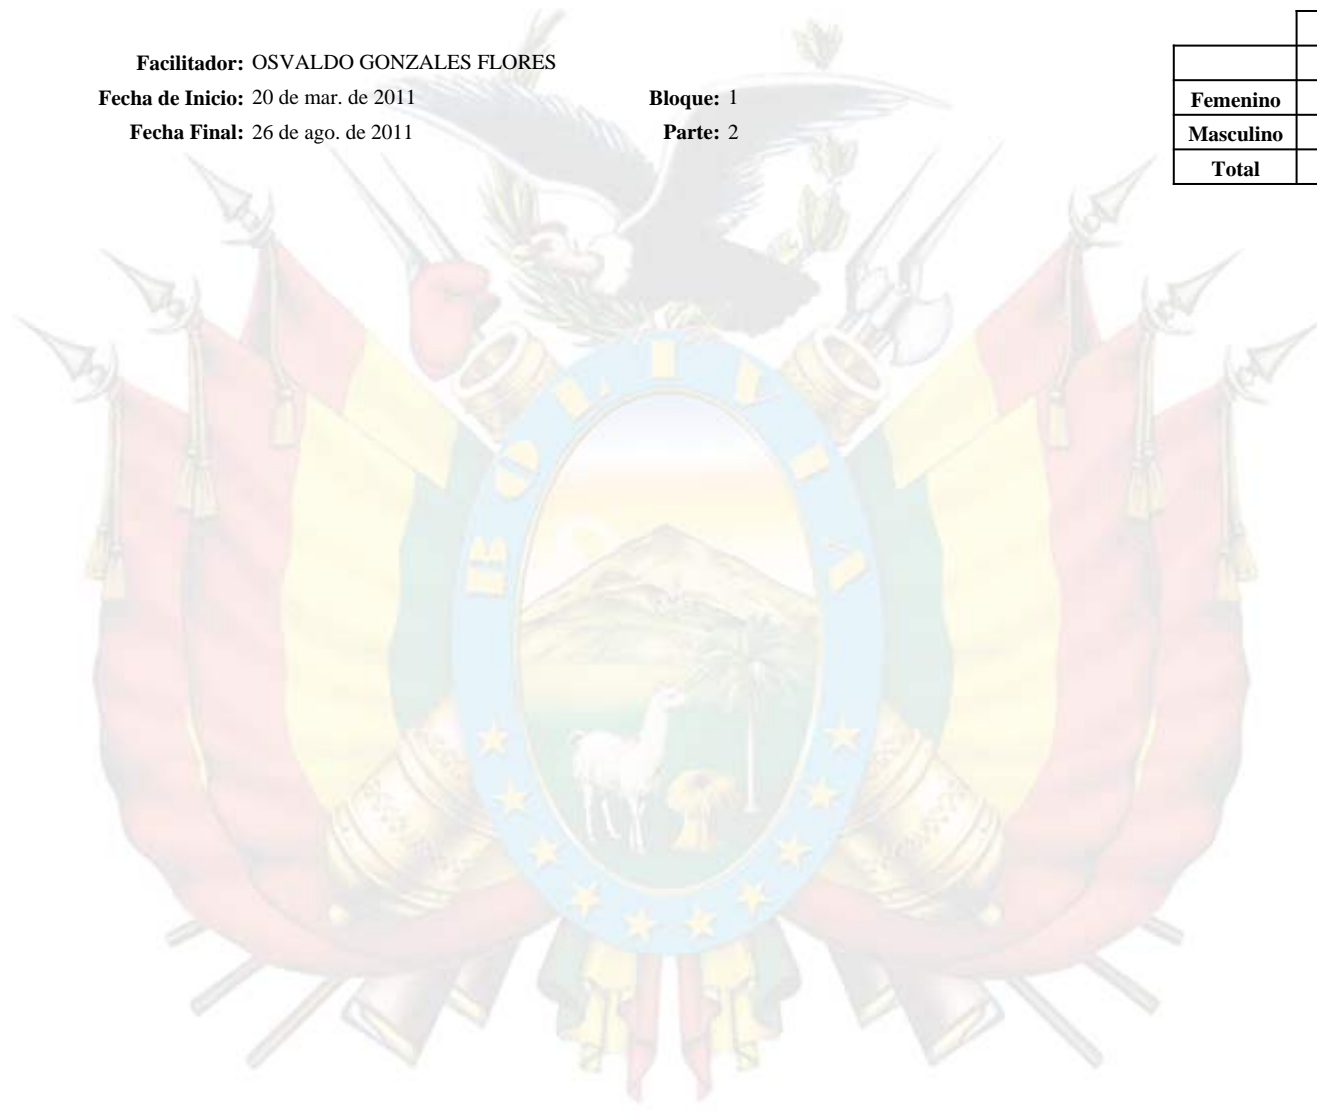 Facilitador: OSVALDO GONZALES FLORES
Fecha de Inicio: 20 de mar. de 2011 Bloque: 1
Fecha Final: 26 de ago. de 2011 Parte: 2
Femenino
Masculino
Total
BOLIVIA